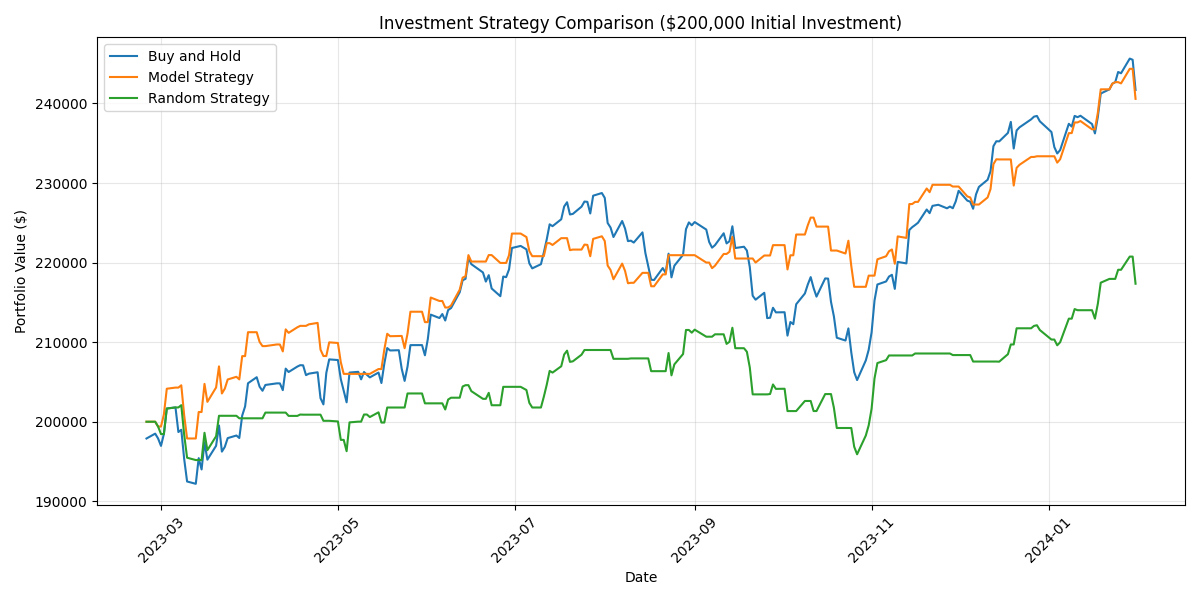 Investment Strategy Comparison ($200,000 Initial Investment)
Buy and Hold
Model Strategy
Random Strategy
Portfolio Value ($)
240000
230000
220000
210000
200000
190000
2023-03
2023-05
2023-07
2023-09
2023-11
2024-01
Date